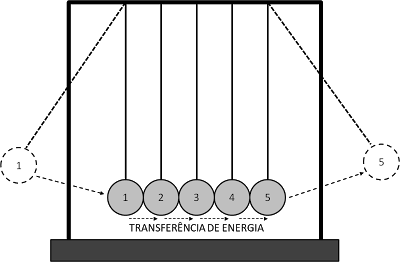 1
5
1 2 3 4 5
TRANSFERÊNCIA DE ENERGIA